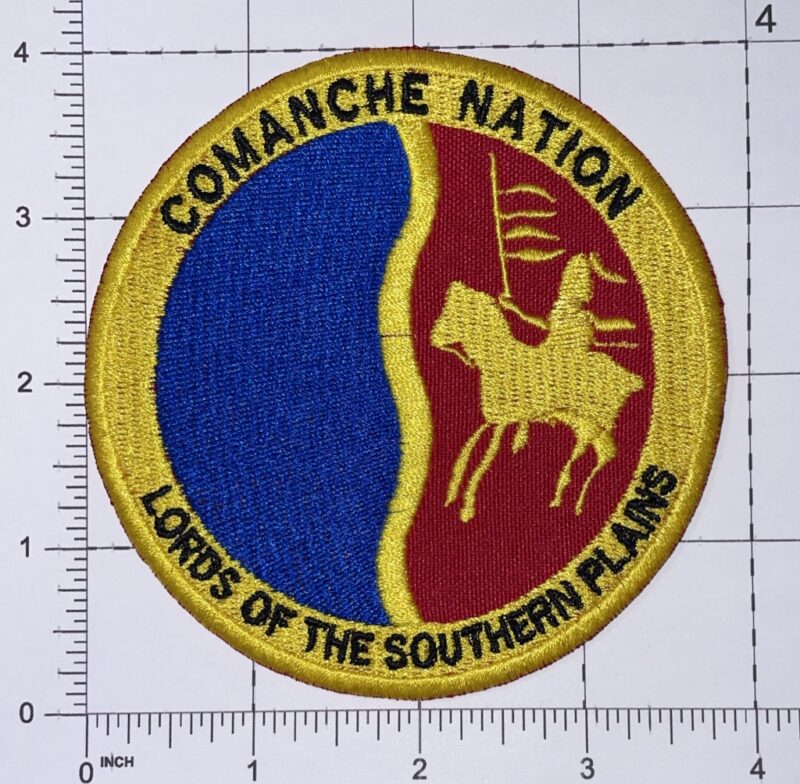 4
4
COMANCHE NATION
3
2
1
LORDS OF THE SOUTHERN PLAINS
0
0 INCH 1 2 3 4